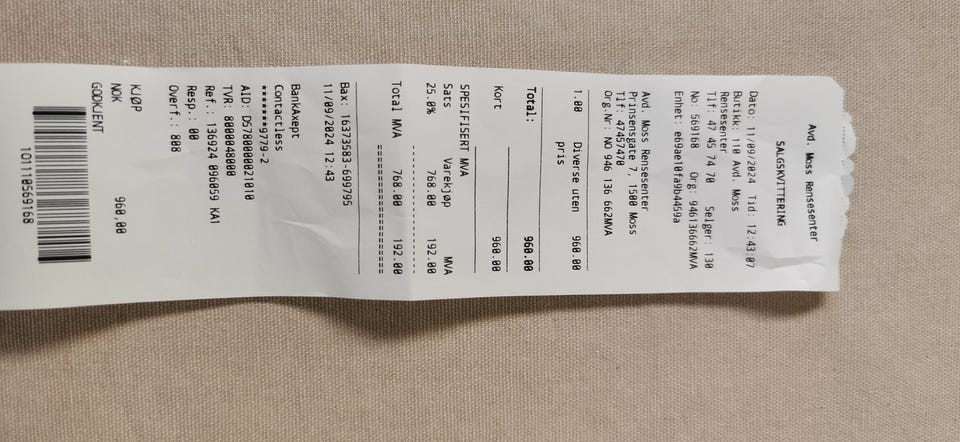 Avd. Moss Rensesenter
SALGSKVITTERING
Dato: 11/09/2024 Tid: 12:43:07
Butikk: 110 Avd. Moss
Rensesenter
Tlf: 47 45 74 70 Selger: 130
No: 569168 Org: 946136662MVA
Enhet: e69ae10fa9b4459a
Avd Moss Rensesenter
Prinsensgate 7, 1500 Moss
Tlf: 47457470
Org.Nr: NO 946 136 662MVA
1.00 Diverse uten 960.00
pris
Total: 960.00
Kort 960.00
SPESIFISERT MVA
Sats Varekjøp MVA
25.0% 768.00 192.00
Total MVA 768.00 192.00
Bax: 16373583-699795
11/09/2024 12:43
BankAxept
Contactless
*******9779-2
AID: D5780000021010
TVR: 8000048000
Ref.: 136924 096059 KA1
Resp.: 00
Overf.: 808
KJØP
NOK 960,00
GODKJENT
101110569168